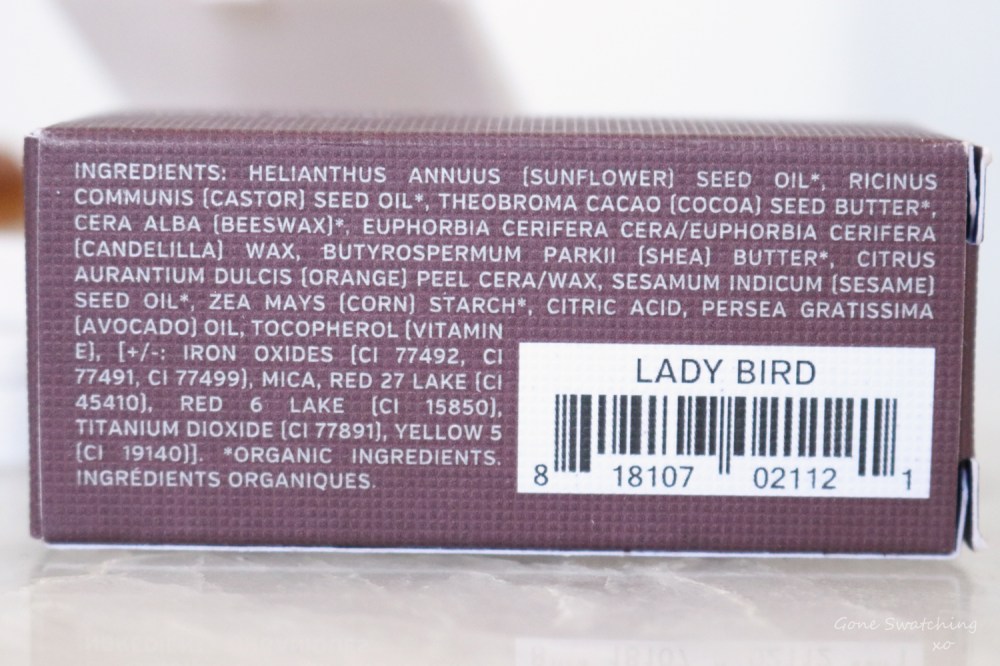 INGREDIENTS: HELIANTHUS ANNUUS (SUNFLOWER) SEED OIL*, RICINUS
COMMUNIS (CASTOR) SEED OIL*, THEOBROMA CACAO (COCOA) SEED BUTTER*,
CERA ALBA (BEESWAX)*, EUPHORBIA CERIFERA CERA/EUPHORBIA CERIFERA
(CANDELILLA) WAX, BUTYROSPERMUM PARKII (SHEA) BUTTER*, CITRUS
AURANTIUM DULCIS (ORANGE) PEEL CERA/WAX, SESAMUM INDICUM (SESAME)
SEED OIL*, ZEA MAYS (CORN) STARCH*, CITRIC ACID, PERSEA GRATISSIMA
(AVOCADO) OIL, TOCOPHEROL (VITAMIN
E), [+/-: IRON OXIDES (CI 77492, CI
77491, CI 77499), MICA, RED 27 LAKE (CI
45410), RED 6 LAKE (CI 15850),
TITANIUM DIOXIDE (CI 77891), YELLOW 5
(CI 19140)]. *ORGANIC INGREDIENTS.
INGRÉDIENTS ORGANIQUES.
LADY BIRD
8 18107 02112 1
Gone Swatching
xo